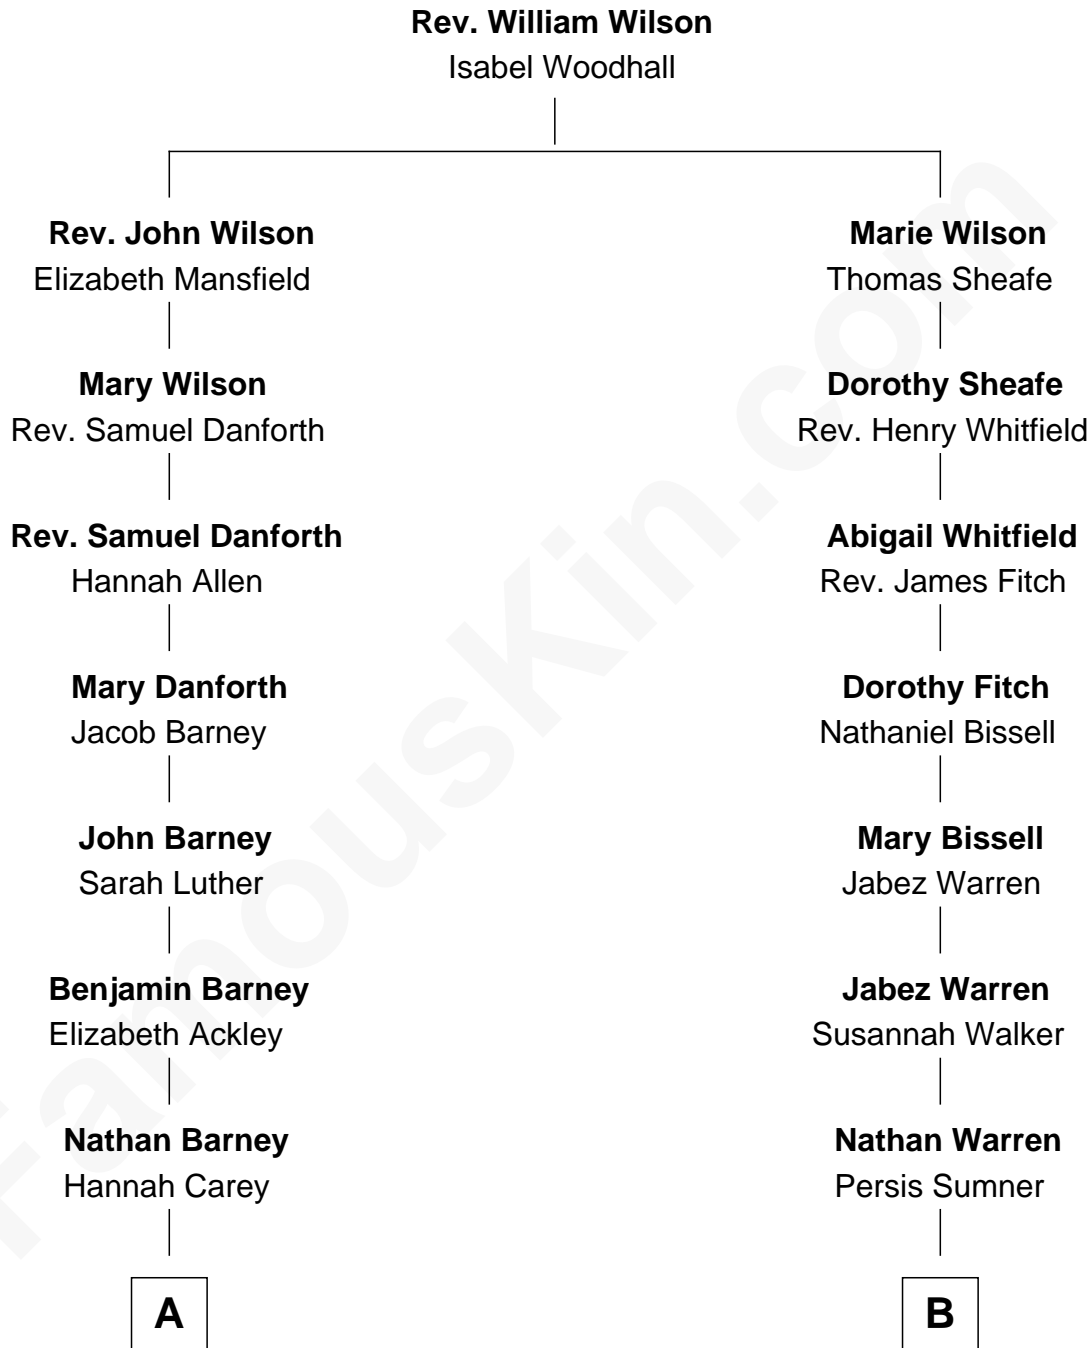 Rev. William Wilson
Isabel Woodhall
Rev. John Wilson
Elizabeth Mansfield
Marie Wilson
Thomas Sheafe
Mary Wilson
Rev. Samuel Danforth
Dorothy Sheafe
Rev. Henry Whitfield
Rev. Samuel Danforth
Hannah Allen
Abigail Whitfield
Rev. James Fitch
Mary Danforth
Jacob Barney
Dorothy Fitch
Nathaniel Bissell
John Barney
Sarah Luther
Mary Bissell
Jabez Warren
Benjamin Barney
Elizabeth Ackley
Jabez Warren
Susannah Walker
Nathan Barney
Hannah Carey
Nathan Warren
Persis Sumner
A
B
FamousKin.com